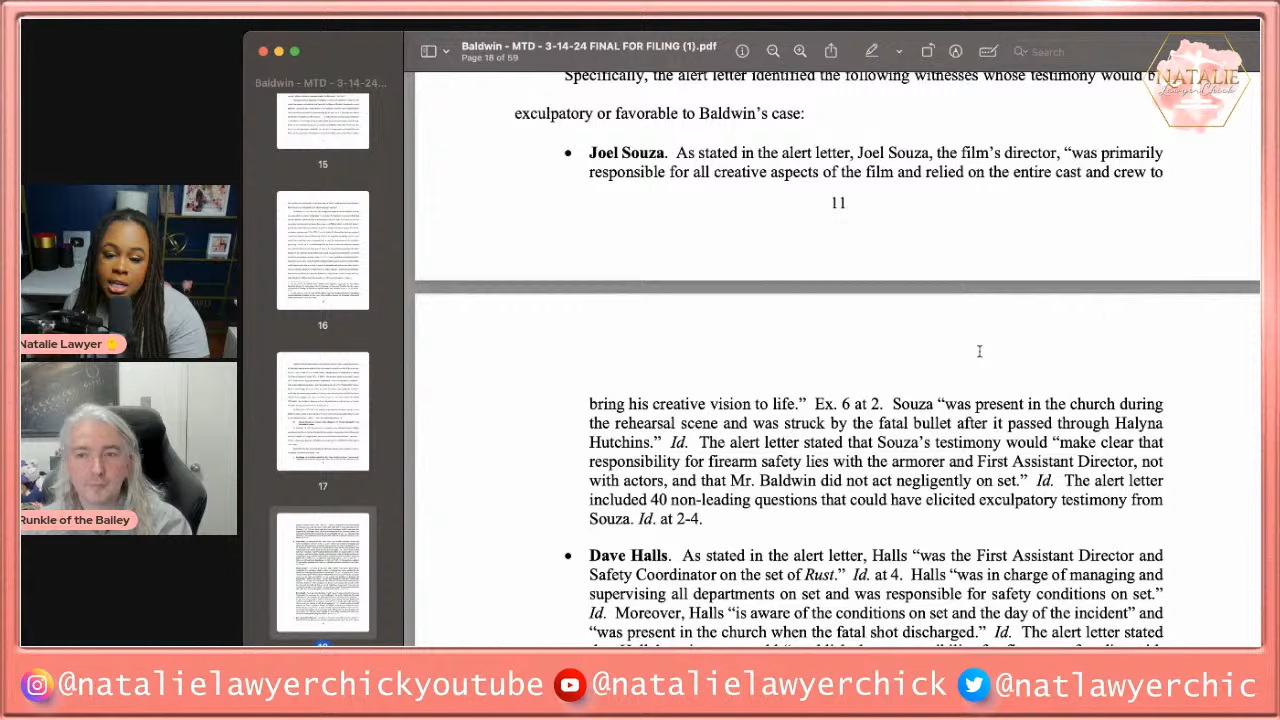 Baldwin - MTD - 3-14-24 FINAL FOR FILING (1).pdf
Page 18 of 59
Search
Baldwin - MTD - 3-14-24...
15
16
17
NATALIE
Lawyer Chick
Specifically, the alert letter identified the following witnesses whose testimony would b
exculpatory or favorable to Baldwin's case:
• Joel Souza. As stated in the alert letter, Joel Souza, the film's director, “was primarily
responsible for all creative aspects of the film and relied on the entire cast and crew to
11
bring his creative vision to .” Ex. 6 at 2. Souza “was present in the church during
the rehearsal scene and was struck by the fatal bullet after it passed through Halyna
Hutchins.” Id. The alert letter stated that Souza's testimony would “make clear that
responsibility for firearm safety lies with the armorer and First Assistant Director, not
with actors, and that Mr. Baldwin did not act negligently on set.” Id. The alert letter
included 40 non-leading questions that could have elicited exculpatory testimony from
Souza. Id. at 2-4.
• Dave Halls. As stated in the alert letter, Halls “was the First Assistant Director and
Safety Coordinator on the set of Rust.” Id. at 4. Halls “was in charge of managing and
supervising all departments on set and was responsible for safety conditions on set.”
Id. Moreover, Halls “was aware of the conditions on set and the day of the incident” and
“was present in the church when the fatal shot discharged.” Id. The alert letter stated
Natalie Lawyer
Runkle of the Bailey
@natalielawyerchickyoutube @natalielawyerchick @natlawyerchic